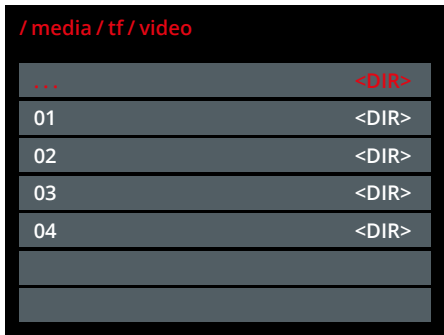 / media / tf / video
... <DIR>
01 <DIR>
02 <DIR>
03 <DIR>
04 <DIR>